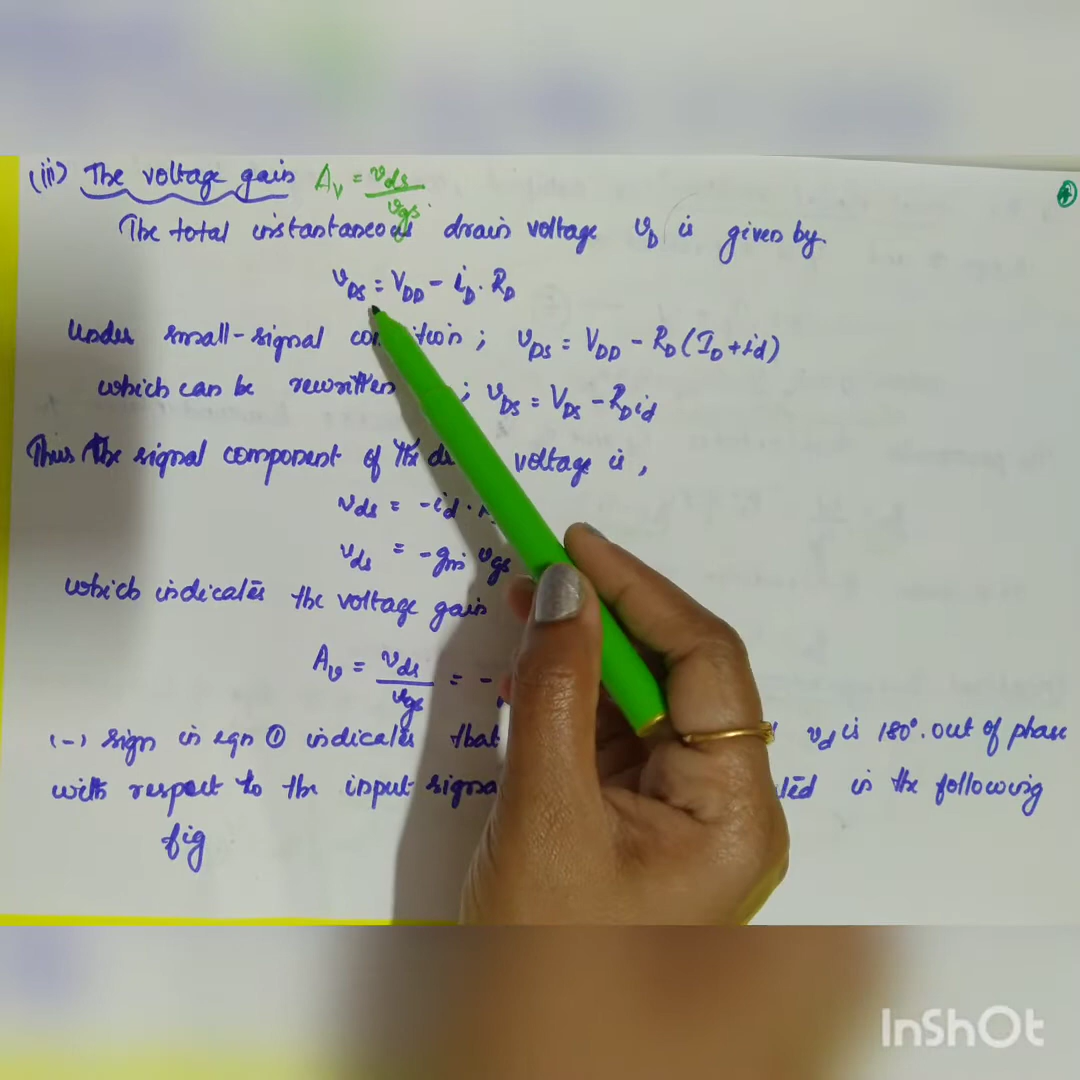 (iii) The voltage gain Av = vds/vgs
The total instantaneous drain voltage vD is given by
vDS = VDD - iD . RD
Under small-signal ; vDS = VDD - RD (ID + id)
which can be rewritten ; vDS = VDS - RD id
Thus the signal component of the voltage is,
vds = -id .
vds = -gm vgs
which indicates the voltage gain
Av = vds/vgs = -
(-) sign in eqn ① indicates that vd is 180°. out of phase
with respect to the input in the following
fig
InShOt